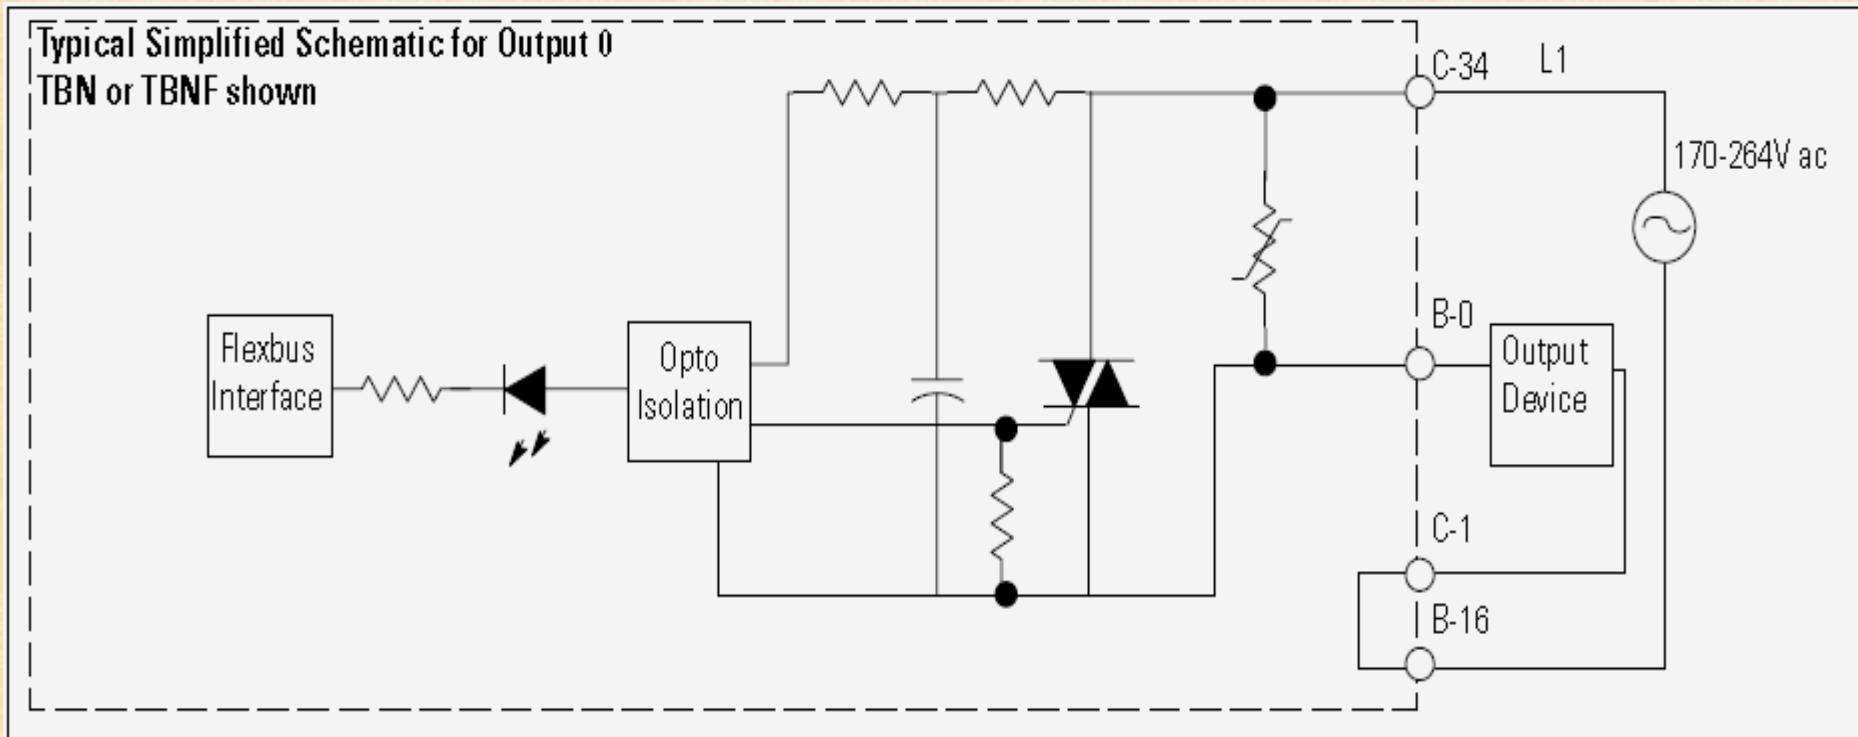 Typical Simplified Schematic for Output 0
TBN or TBNF shown
C-34
L1
170-264V ac
B-0
Flexbus
Interface
Opto
Isolation
Output
Device
C-1
B-16